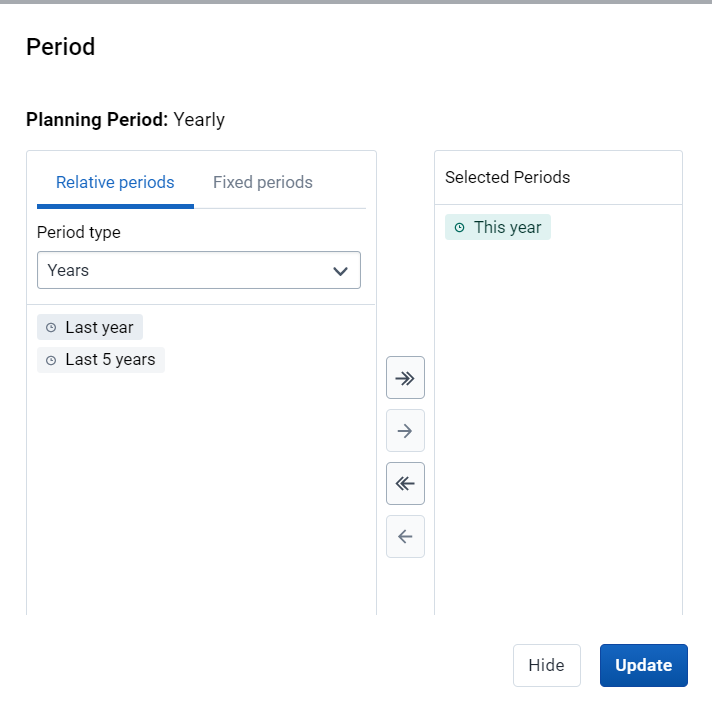 Period
Planning Period: Yearly
Relative periods
Fixed periods
Period type
Years
Last year
Last 5 years
Selected Periods
This year
Hide
Update